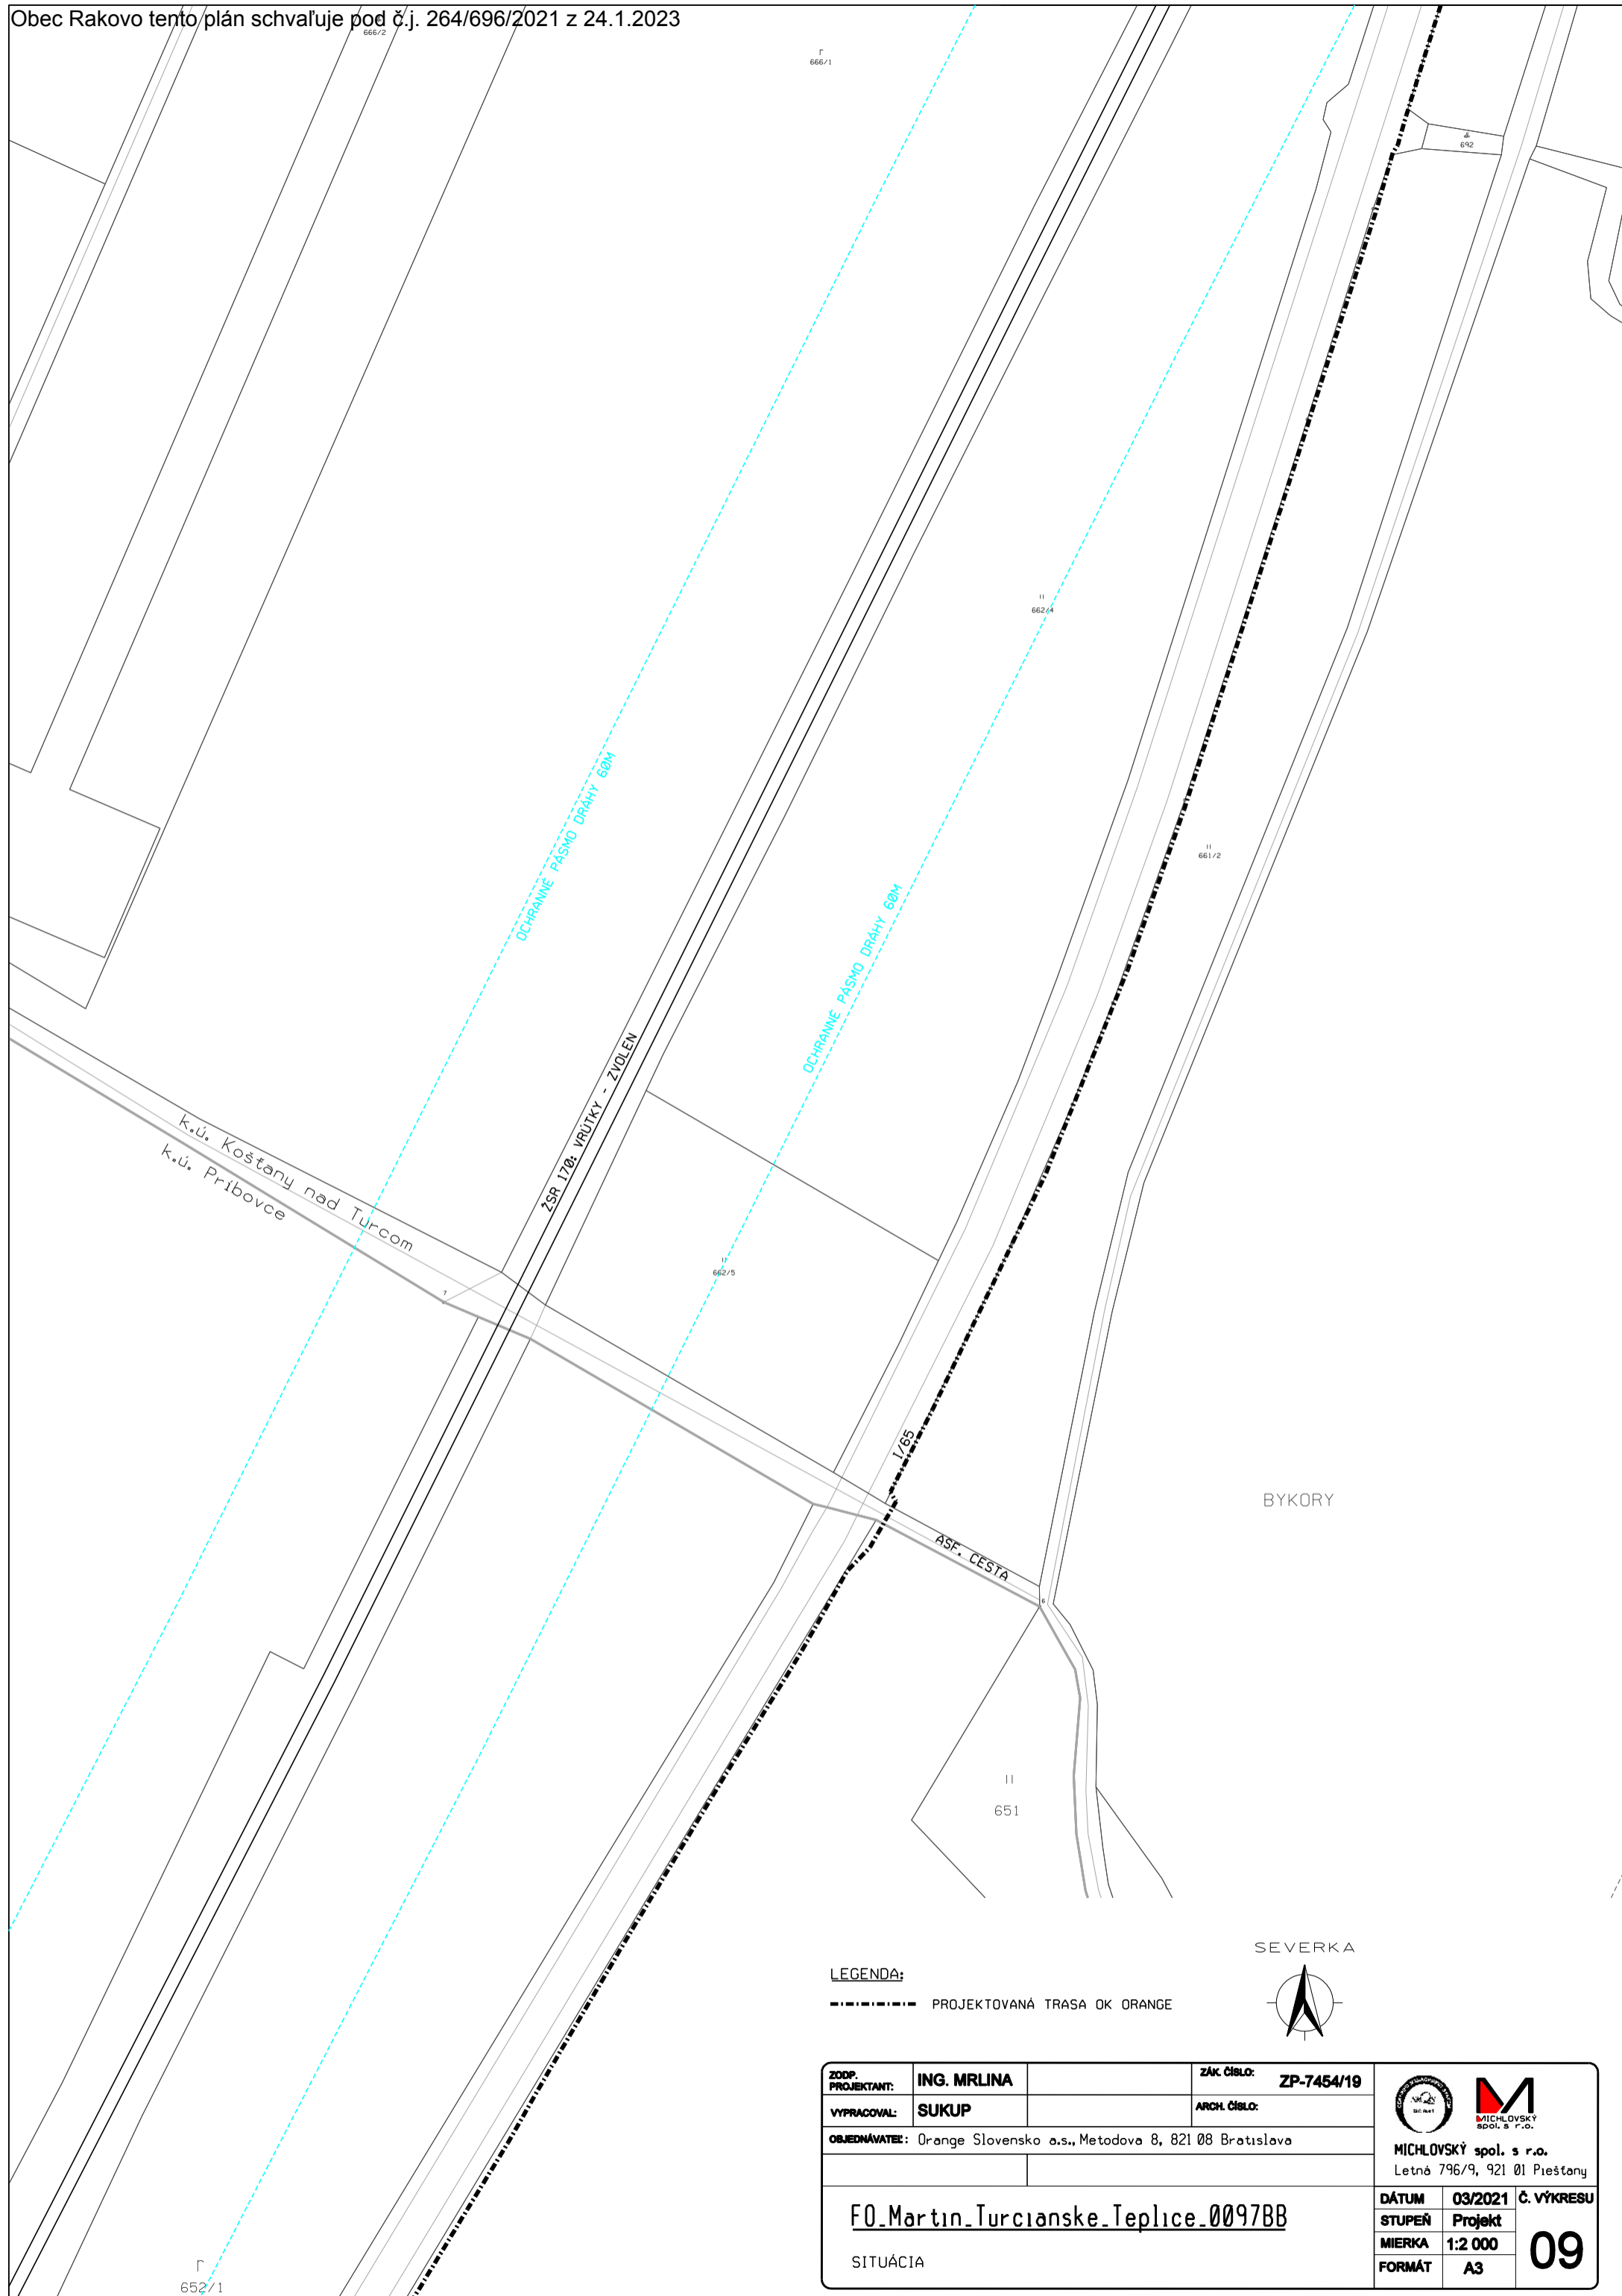 Obec Rakovo tento plán schvaľuje pod č.j. 264/696/2021 z 24.1.2023
666/2
666/1
692
662/4
661/2
OCHRANNÉ PÁSMO DRÁHY 60M
OCHRANNÉ PÁSMO DRÁHY 60M
ŽSR 170: VRÚTKY - ZVOLEN
k.ú. Košťany nad Turcom
k.ú. Príbovce
662/5
7
I/65
BYKORY
ASF. CESTA
6
651
652/1
SEVERKA
LEGENDA:
PROJEKTOVANÁ TRASA OK ORANGE
ZODP. PROJEKTANT: ING. MRLINA ZÁK. ČÍSLO: ZP-7454/19
VYPRACOVAL: SUKUP ARCH. ČÍSLO:
OBJEDNÁVATEĽ: Orange Slovensko a.s., Metodova 8, 821 08 Bratislava
MICHLOVSKÝ
spol. s r.o.
MICHLOVSKÝ spol. s r.o.
Letná 796/9, 921 01 Piešťany
FO_Martin_Turcianske_Teplice_0097BB
SITUÁCIA
DÁTUM 03/2021 Č. VÝKRESU
STUPEŇ Projekt
MIERKA 1:2 000
09
FORMÁT A3